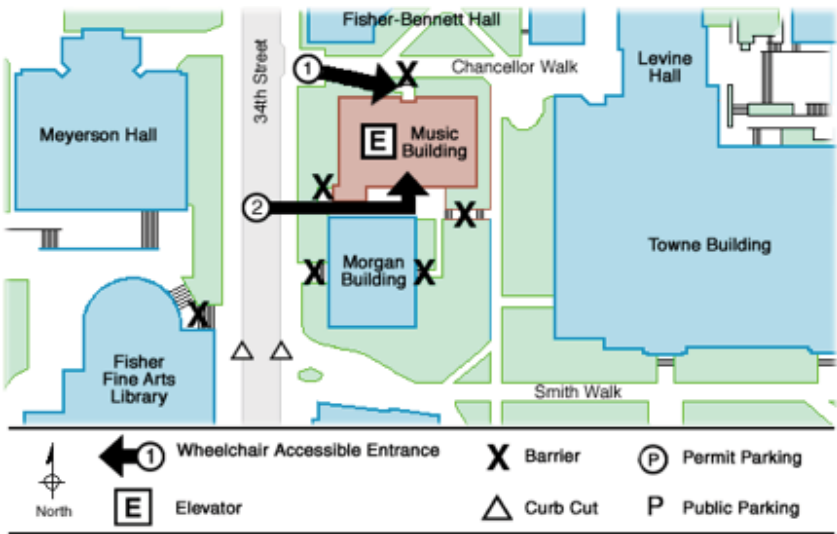 Fisher-Bennett Hall
Chancellor Walk
Levine
Hall
34th Street
1
X
Meyerson Hall
E
Music
Building
X
2
X
Towne Building
Morgan
Building
X
X
X
Fisher
Fine Arts
Library
Smith Walk
North
1 Wheelchair Accessible Entrance
X Barrier
P Permit Parking
E Elevator
Curb Cut
P Public Parking